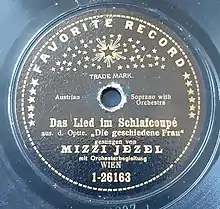 FAVORITE RECORD
TRADE MARK.
Austrian Soprano with
Orchestra
Das Lied im Schlafcoupé
aus. d. Optte. „Die geschiedene Frau"
gesungen von
MIZZI JEZEL
mit Orchesterbegleitung
WIEN
1-26163